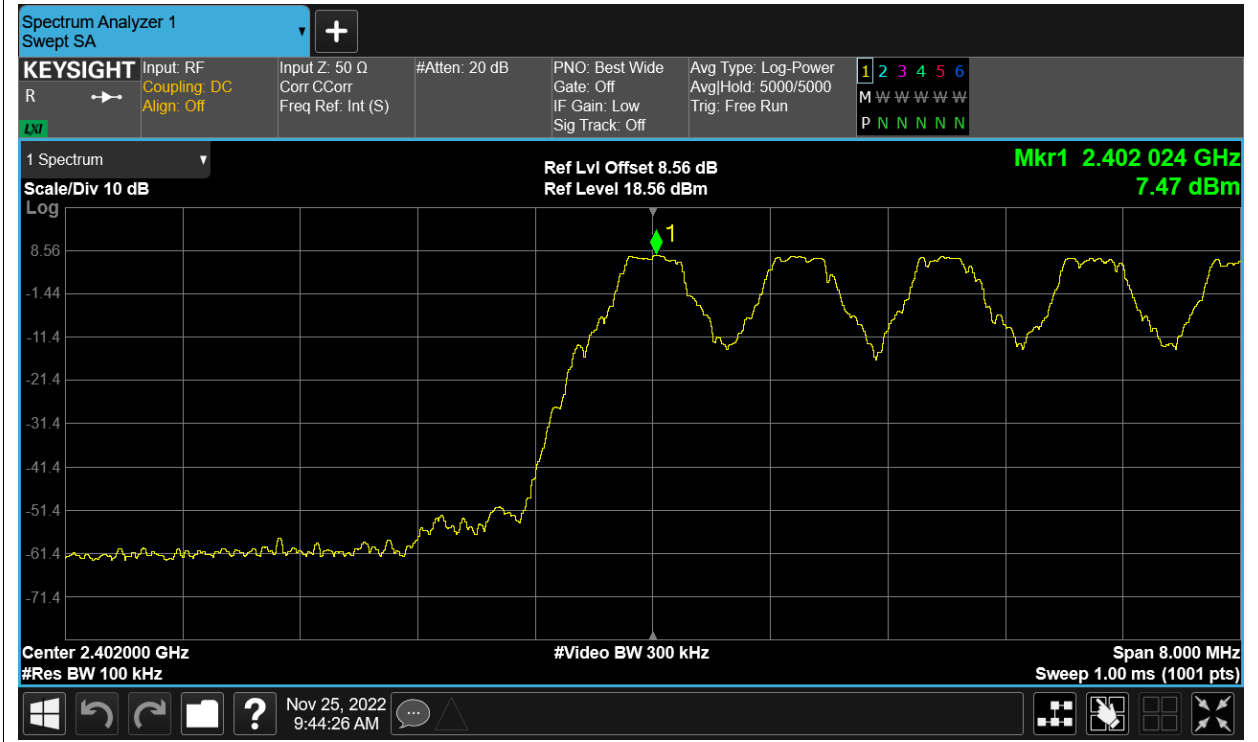 Spectrum Analyzer 1
Swept SA
+
KEYSIGHT
R
LXI
Input: RF
Coupling: DC
Align: Off
Input Z: 50 Ω
Corr CCorr
Freq Ref: Int (S)
#Atten: 20 dB
PNO: Best Wide
Gate: Off
IF Gain: Low
Sig Track: Off
Avg Type: Log-Power
Avg|Hold: 5000/5000
Trig: Free Run
1 2 3 4 5 6
M W W W W W
P N N N N N
1 Spectrum
Scale/Div 10 dB
Log
Ref Lvl Offset 8.56 dB
Ref Level 18.56 dBm
Mkr1 2.402 024 GHz
7.47 dBm
1
8.56
-1.44
-11.4
-21.4
-31.4
-41.4
-51.4
-61.4
-71.4
Center 2.402000 GHz
#Res BW 100 kHz
#Video BW 300 kHz
Span 8.000 MHz
Sweep 1.00 ms (1001 pts)
?
Nov 25, 2022
9:44:26 AM